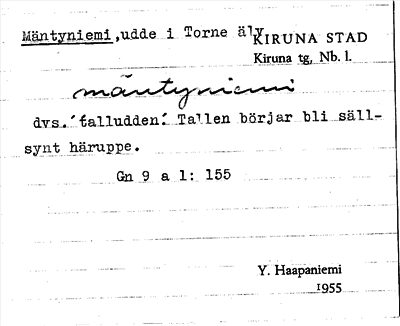 Mäntyniemi,udde i Torne älv
KIRUNA STAD
Kiruna tg, Nb. l.
mäntyniemi
dvs.´talludden. Tallen börjar bli säll-
synt häruppe.
Gn 9 a 1: 155
Y. Haapaniemi
1955